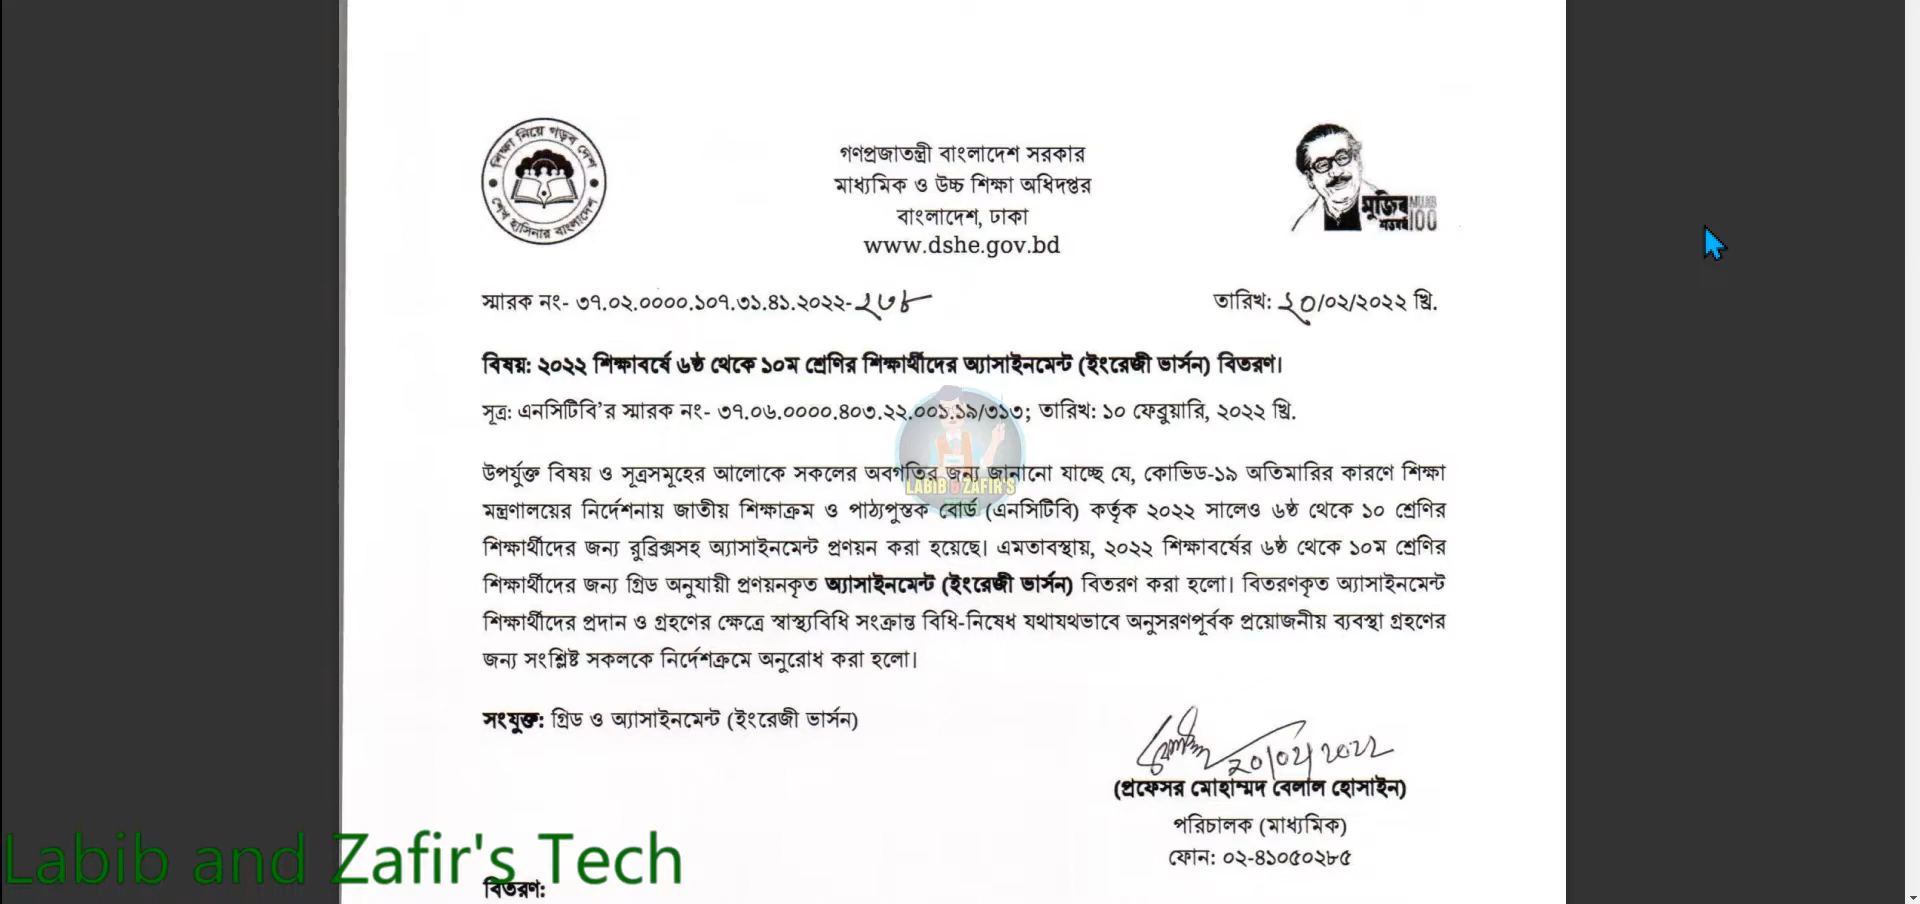 শিক্ষা নিয়ে গড়ব দেশ
শেখ হাসিনার বাংলাদেশ
গণপ্রজাতন্ত্রী বাংলাদেশ সরকার
মাধ্যমিক ও উচ্চ শিক্ষা অধিদপ্তর
বাংলাদেশ, ঢাকা
www.dshe.gov.bd
মুজিব
শতবর্ষ
MUJIB
100
স্মারক নং- ৩৭.০২.০০০০.১০৭.৩১.৪১.২০২২-২৩৮
তারিখ: ২০/০২/২০২২ খ্রি.
বিষয়: ২০২২ শিক্ষাবর্ষে ৬ষ্ঠ থেকে ১০ম শ্রেণির শিক্ষার্থীদের অ্যাসাইনমেন্ট (ইংরেজী ভার্সন) বিতরণ।
সূত্র: এনসিটিবি’র স্মারক নং- ৩৭.০৬.০০০০.৪০৩.২২.০০১.১৯/৩১৩; তারিখ: ১০ ফেব্রুয়ারি, ২০২২ খ্রি.
উপর্যুক্ত বিষয় ও সূত্রসমূহের আলোকে সকলের অবগতির জন্য জানানো যাচ্ছে যে, কোভিড-১৯ অতিমারির কারণে শিক্ষা
মন্ত্রণালয়ের নির্দেশনায় জাতীয় শিক্ষাক্রম ও পাঠ্যপুস্তক বোর্ড (এনসিটিবি) কর্তৃক ২০২২ সালেও ৬ষ্ঠ থেকে ১০ শ্রেণির
শিক্ষার্থীদের জন্য রুব্রিক্সসহ অ্যাসাইনমেন্ট প্রণয়ন করা হয়েছে। এমতাবস্থায়, ২০২২ শিক্ষাবর্ষের ৬ষ্ঠ থেকে ১০ম শ্রেণির
শিক্ষার্থীদের জন্য গ্রিড অনুযায়ী প্রণয়নকৃত অ্যাসাইনমেন্ট (ইংরেজী ভার্সন) বিতরণ করা হলো। বিতরণকৃত অ্যাসাইনমেন্ট
শিক্ষার্থীদের প্রদান ও গ্রহণের ক্ষেত্রে স্বাস্থ্যবিধি সংক্রান্ত বিধি-নিষেধ যথাযথভাবে অনুসরণপূর্বক প্রয়োজনীয় ব্যবস্থা গ্রহণের
জন্য সংশ্লিষ্ট সকলকে নির্দেশক্রমে অনুরোধ করা হলো।
LABIB & ZAFIR'S
সংযুক্ত: গ্রিড ও অ্যাসাইনমেন্ট (ইংরেজী ভার্সন)
২০/০২/২০২২
(প্রফেসর মোহাম্মদ বেলাল হোসাইন)
পরিচালক (মাধ্যমিক)
ফোন: ০২-৪১০৫০২৮৫
Labib and Zafir's Tech
বিতরণ: